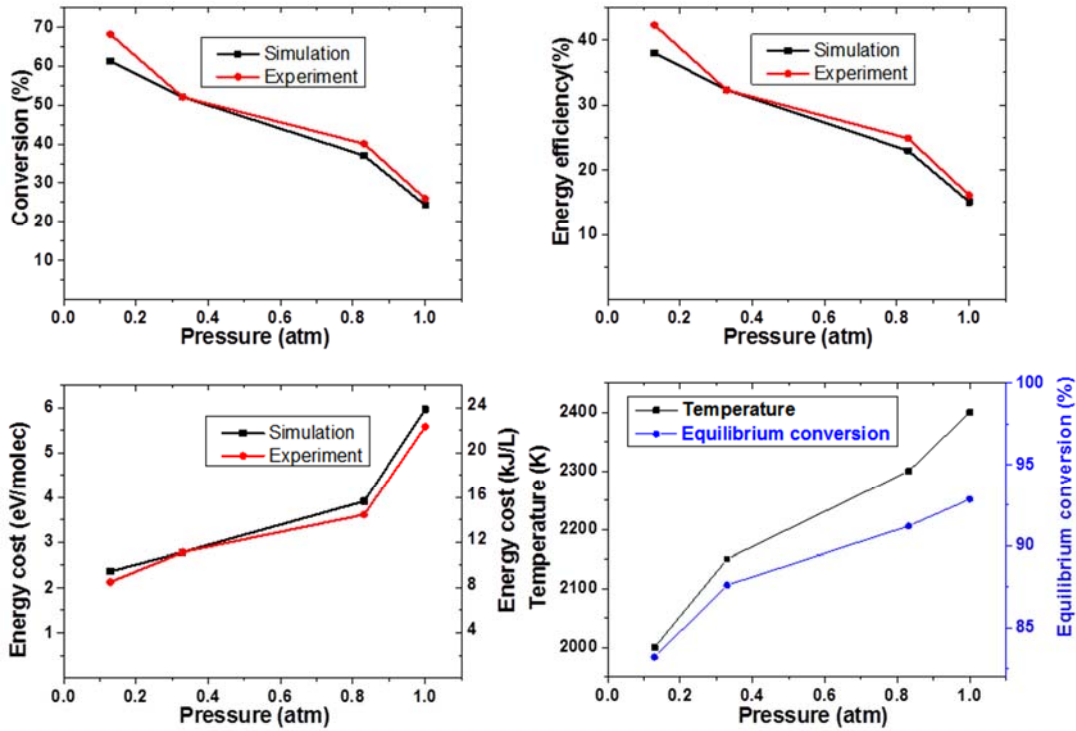 Conversion (%)
70
60
50
40
30
20
10
Simulation
Experiment
0.0 0.2 0.4 0.6 0.8 1.0
Pressure (atm)
Energy efficiency(%)
40
30
20
10
Simulation
Experiment
0.0 0.2 0.4 0.6 0.8 1.0
Pressure (atm)
Energy cost (eV/molec)
6
5
4
3
2
1
Simulation
Experiment
24
20
16
12
8
4
Energy cost (kJ/L)
0.0 0.2 0.4 0.6 0.8 1.0
Pressure (atm)
Temperature (K)
2400
2300
2200
2100
2000
Temperature
Equilibrium conversion
100
95
90
85
Equilibrium conversion (%)
0.0 0.2 0.4 0.6 0.8 1.0
Pressure (atm)